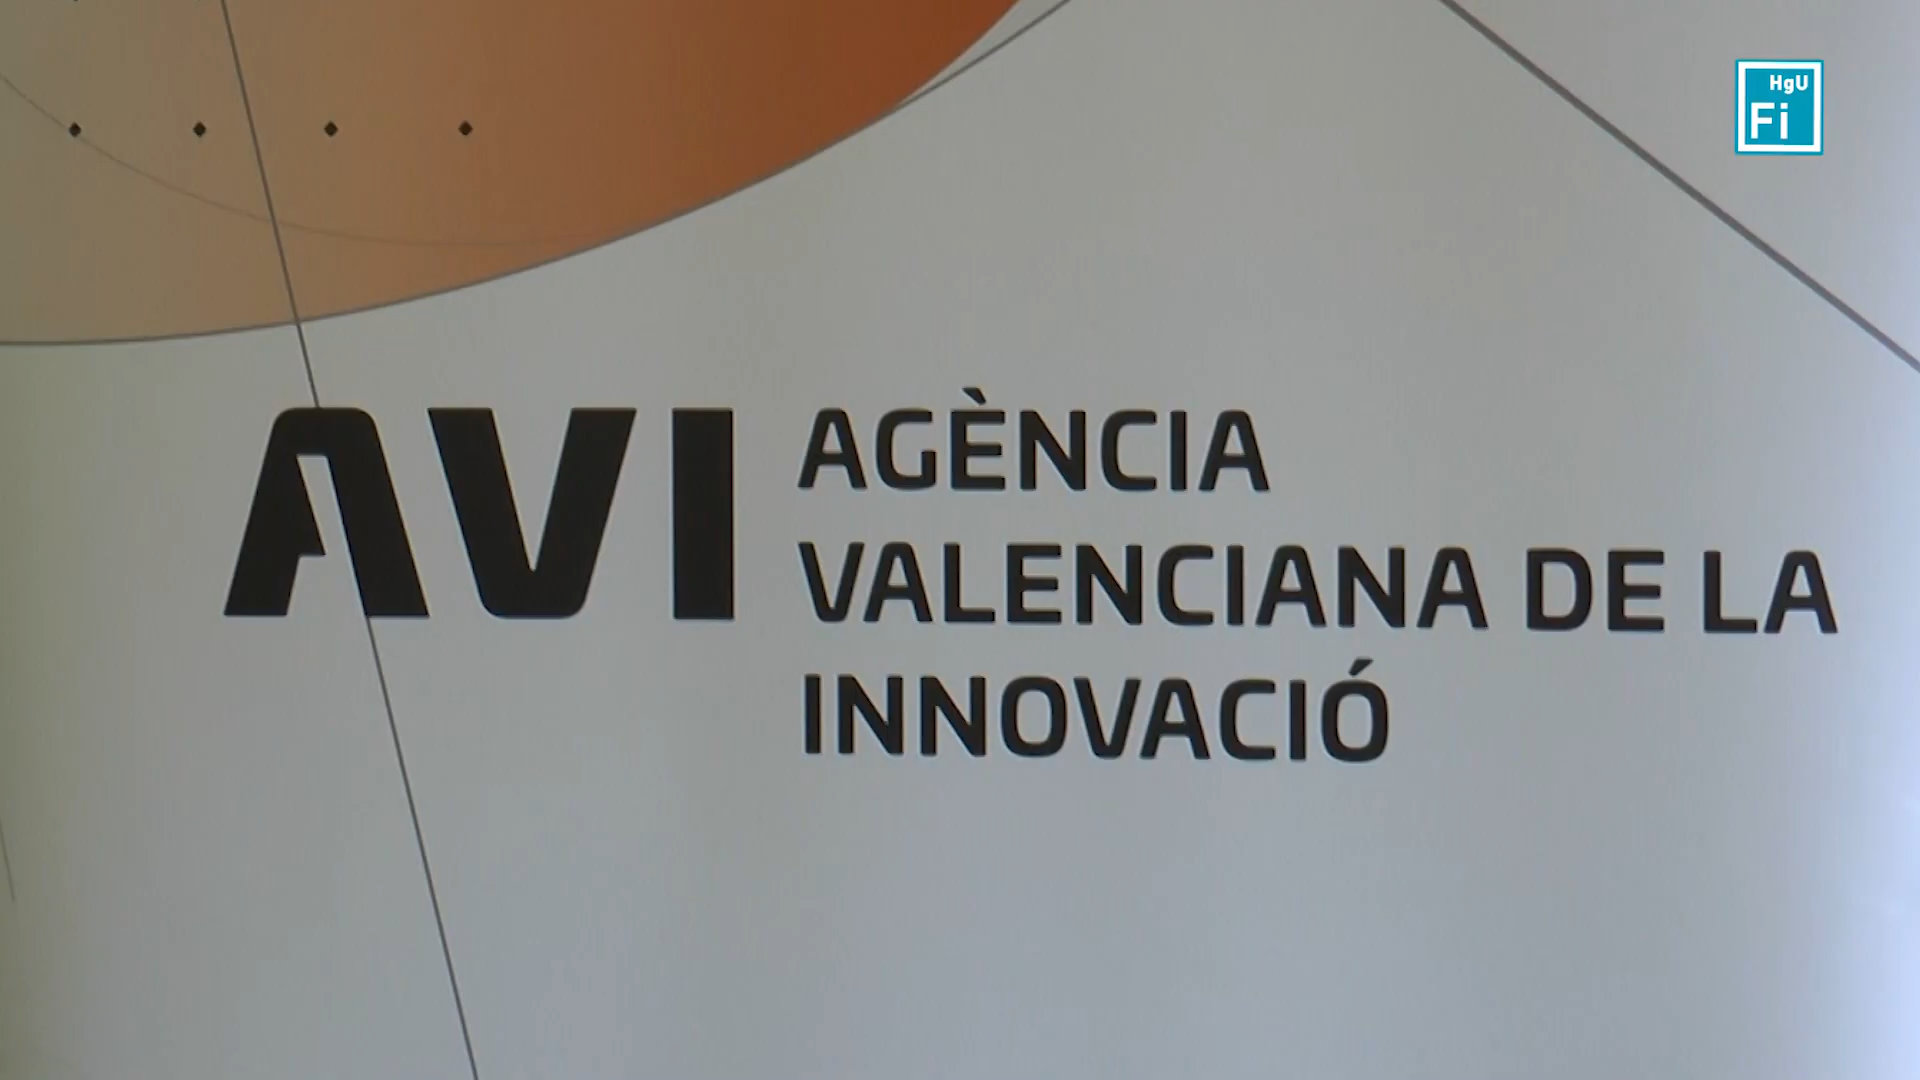 HgU
Fi
AVI
AGÈNCIA
VALENCIANA DE LA
INNOVACIÓ